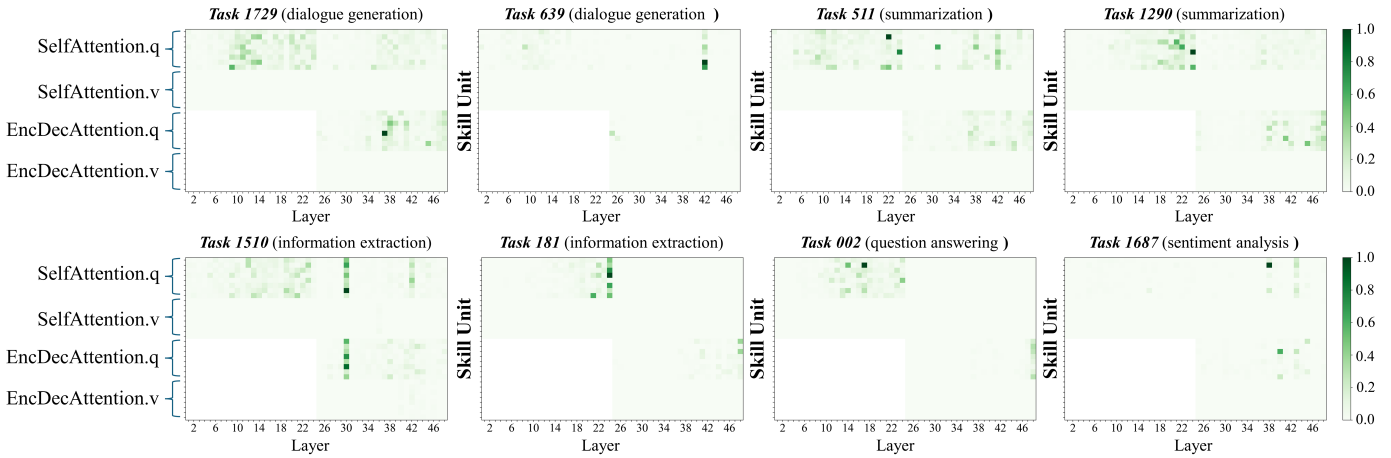 Task 1729 (dialogue generation)
Task 639 (dialogue generation )
Task 511 (summarization )
Task 1290 (summarization)
SelfAttention.q
SelfAttention.v
EncDecAttention.q
EncDecAttention.v
Skill Unit
Skill Unit
Skill Unit
1.0
0.8
0.6
0.4
0.2
0.0
2 6 10 14 18 22 26 30 34 38 42 46
2 6 10 14 18 22 26 30 34 38 42 46
2 6 10 14 18 22 26 30 34 38 42 46
2 6 10 14 18 22 26 30 34 38 42 46
Layer
Layer
Layer
Layer
Task 1510 (information extraction)
Task 181 (information extraction)
Task 002 (question answering )
Task 1687 (sentiment analysis )
SelfAttention.q
SelfAttention.v
EncDecAttention.q
EncDecAttention.v
Skill Unit
Skill Unit
Skill Unit
1.0
0.8
0.6
0.4
0.2
0.0
2 6 10 14 18 22 26 30 34 38 42 46
2 6 10 14 18 22 26 30 34 38 42 46
2 6 10 14 18 22 26 30 34 38 42 46
2 6 10 14 18 22 26 30 34 38 42 46
Layer
Layer
Layer
Layer